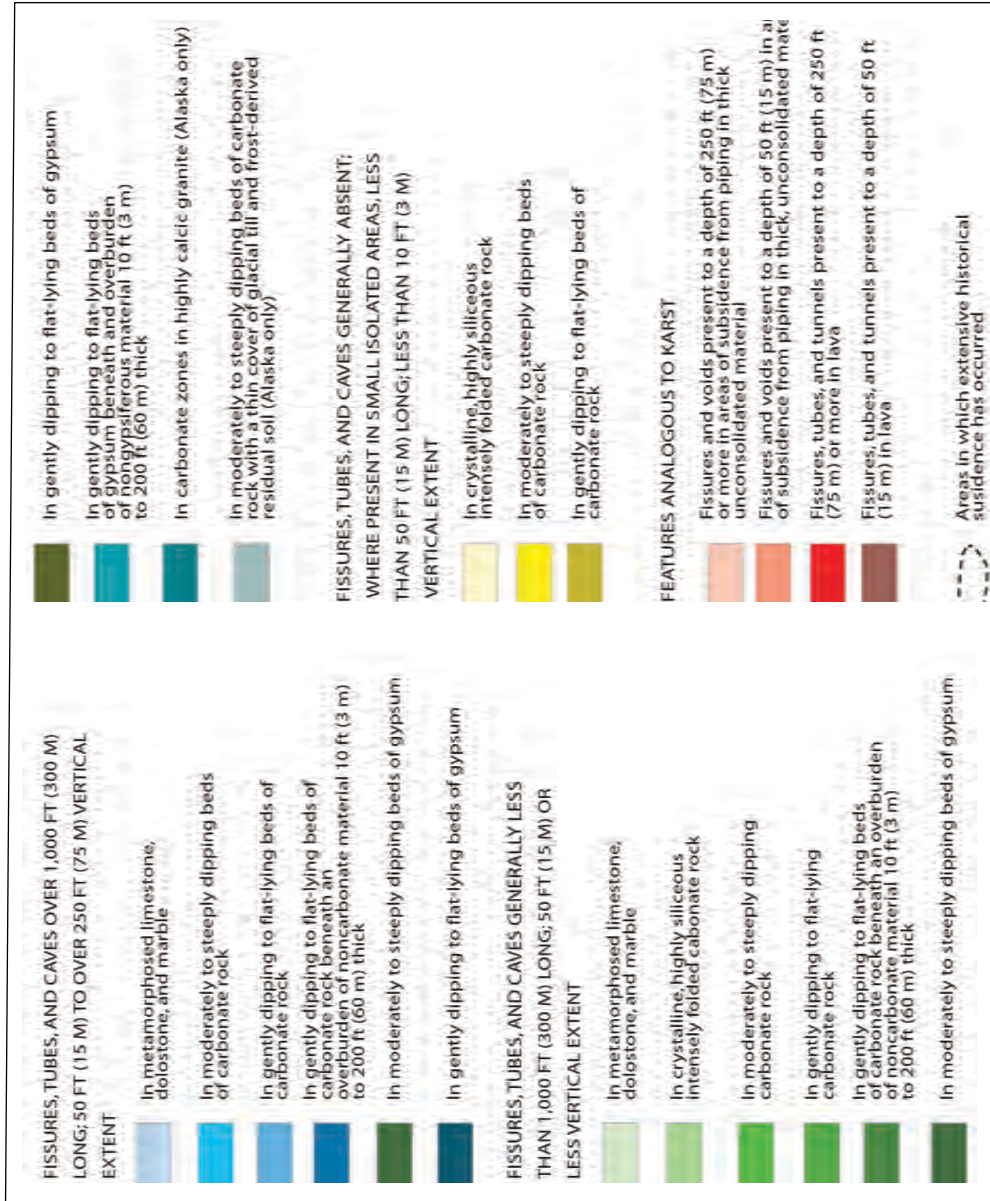 FISSURES, TUBES, AND CAVES OVER 1,000 FT (300 M)
LONG; 50 FT (15 M) TO OVER 250 FT (75 M) VERTICAL
EXTENT
In metamorphosed limestone,
dolostone, and marble
In moderately to steeply dipping beds
of carbonate rock
In gently dipping to flat-lying beds of
carbonate rock
In gently dipping to flat-lying beds of
carbonate rock beneath an
overburden of noncarbonate material 10 ft (3 m)
to 200 ft (60 m) thick
In moderately to steeply dipping beds of gypsum
In gently dipping to flat-lying beds of gypsum
FISSURES, TUBES, AND CAVES GENERALLY LESS
THAN 1,000 FT (300 M) LONG; 50 FT (15 M) OR
LESS VERTICAL EXTENT
In metamorphosed limestone,
dolostone, and marble
In crystalline, highly siliceous
intensely folded cabonate rock
In moderately to steeply dipping
carbonate rock
In gently dipping to flat-lying
carbonate rock
In gently dipping to flat-lying beds
of carbonate rock beneath an overburden
of noncarbonate material 10 ft (3 m)
to 200 ft (60 m) thick
In moderately to steeply dipping beds of gypsum
In gently dipping to flat-lying beds of gypsum
In gently dipping to flat-lying beds
of gypsum beneath and overburden
of nongypsiferous material 10 ft (3 m)
to 200 ft (60 m) thick
In carbonate zones in highly calcic granite (Alaska only)
In moderately to steeply dipping beds of carbonate
rock with a thin cover of glacial till and frost-derived
residual soil (Alaska only)
FISSURES, TUBES, AND CAVES GENERALLY ABSENT;
WHERE PRESENT IN SMALL ISOLATED AREAS, LESS
THAN 50 FT (15 M) LONG; LESS THAN 10 FT (3 M)
VERTICAL EXTENT
In crystalline, highly siliceous
intensely folded carbonate rock
In moderately to steeply dipping beds
of carbonate rock
In gently dipping to flat-lying beds of
carbonate rock
FEATURES ANALOGOUS TO KARST
Fissures and voids present to a depth of 250 ft (75 m)
or more in areas of subsidence from piping in thick
unconsolidated material
Fissures and voids present to a depth of 50 ft (15 m) in
of subsidence from piping in thick, unconsolidated
Fissures, tubes, and tunnels present to a depth of 250 ft
(75 m) or more in lava
Fissures, tubes, and tunnels present to a depth of 50 ft
(15 m) in lava
Areas in which extensive historical
susidence has occurred